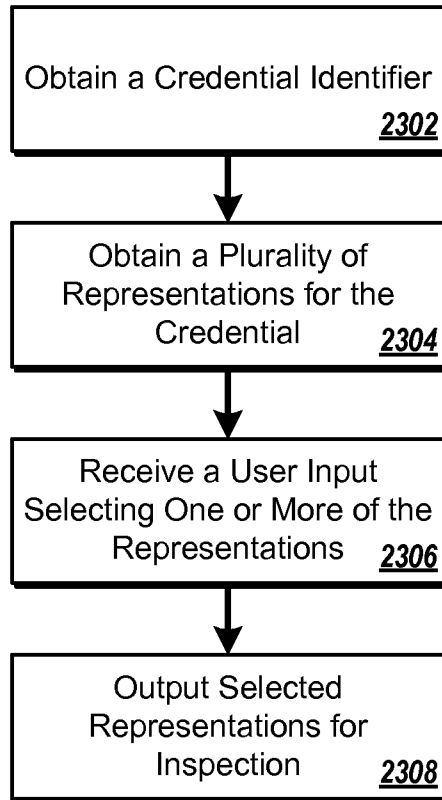 Obtain a Credential Identifier
2302
Obtain a Plurality of
Representations for the
Credential
2304
Receive a User Input
Selecting One or More of the
Representations
2306
Output Selected
Representations for
Inspection
2308